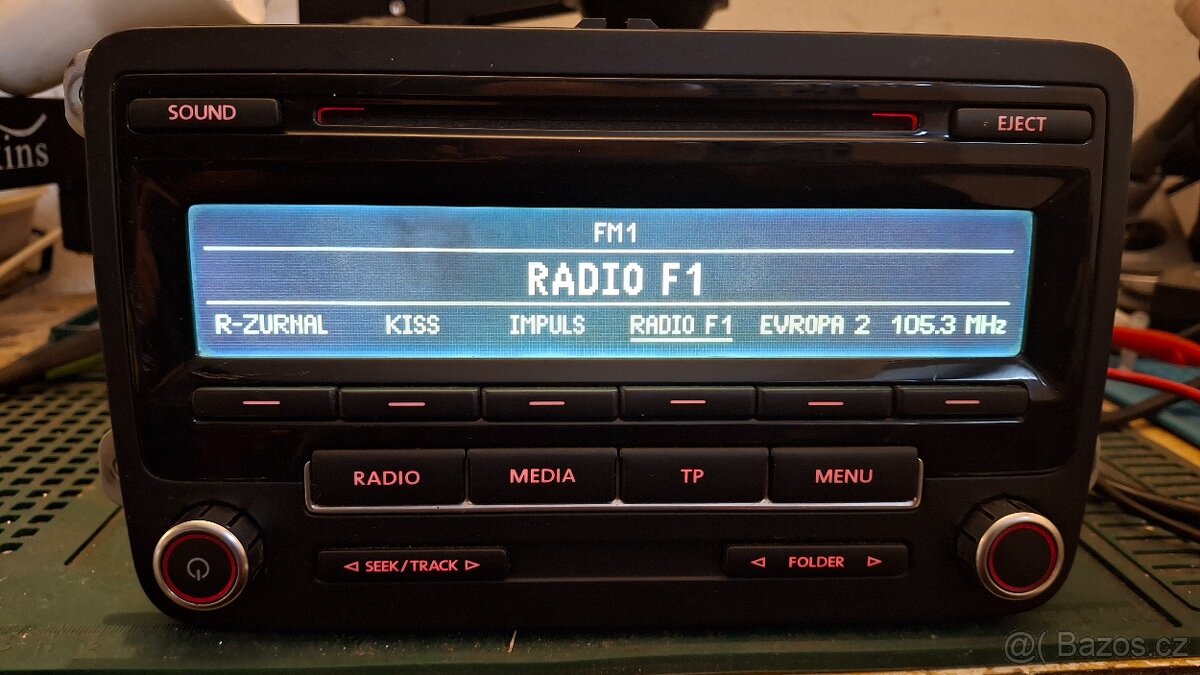 SOUND
EJECT
ins
FM1
RADIO F1
R-ZURNAL KISS IMPULS RADIO F1 EVROPA 2 105.3 MHz
RADIO MEDIA TP MENU
SEEK/TRACK FOLDER
@( Bazos.cz